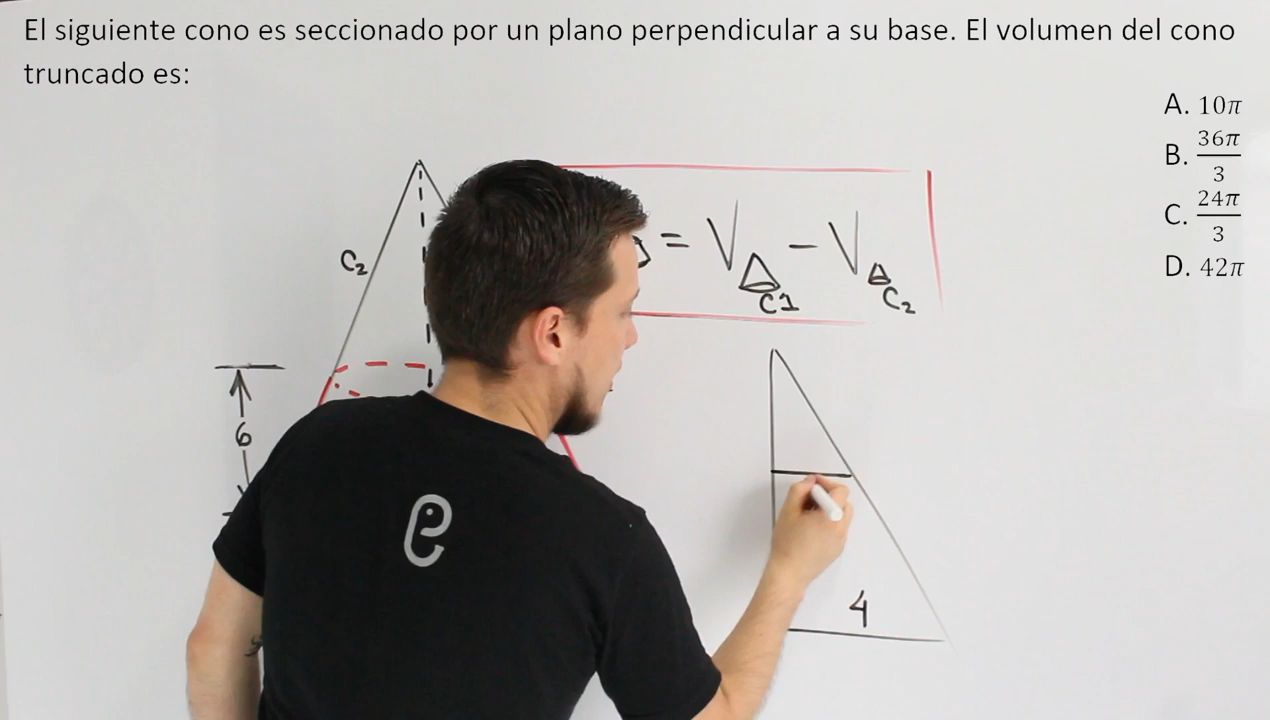 El siguiente cono es seccionado por un plano perpendicular a su base. El volumen del cono
truncado es:
A. 10π
B. 36π/3
C. 24π/3
D. 42π
C₂
= V△C1 − V△C₂
6
4